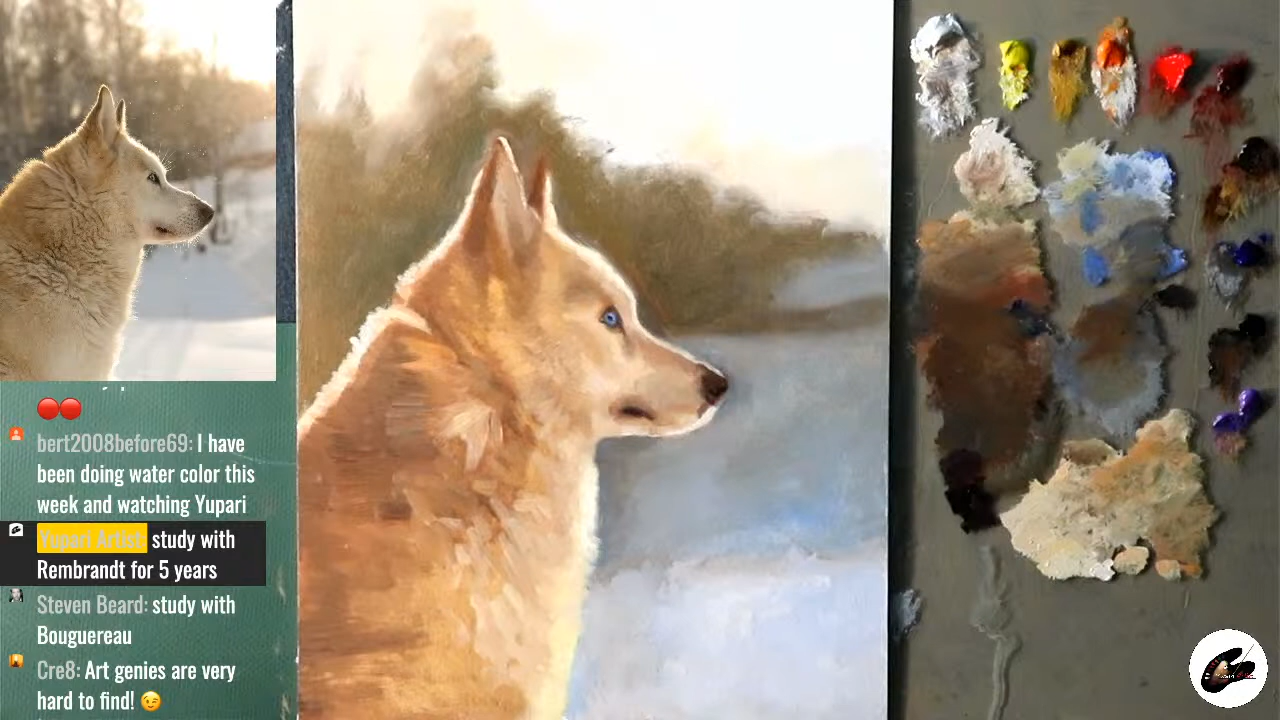 bert2008before69: I have
been doing water color this
week and watching Yupari
Yupari Artist: study with
Rembrandt for 5 years
Steven Beard: study with
Bouguereau
Cre8: Art genies are very
hard to find! 😉